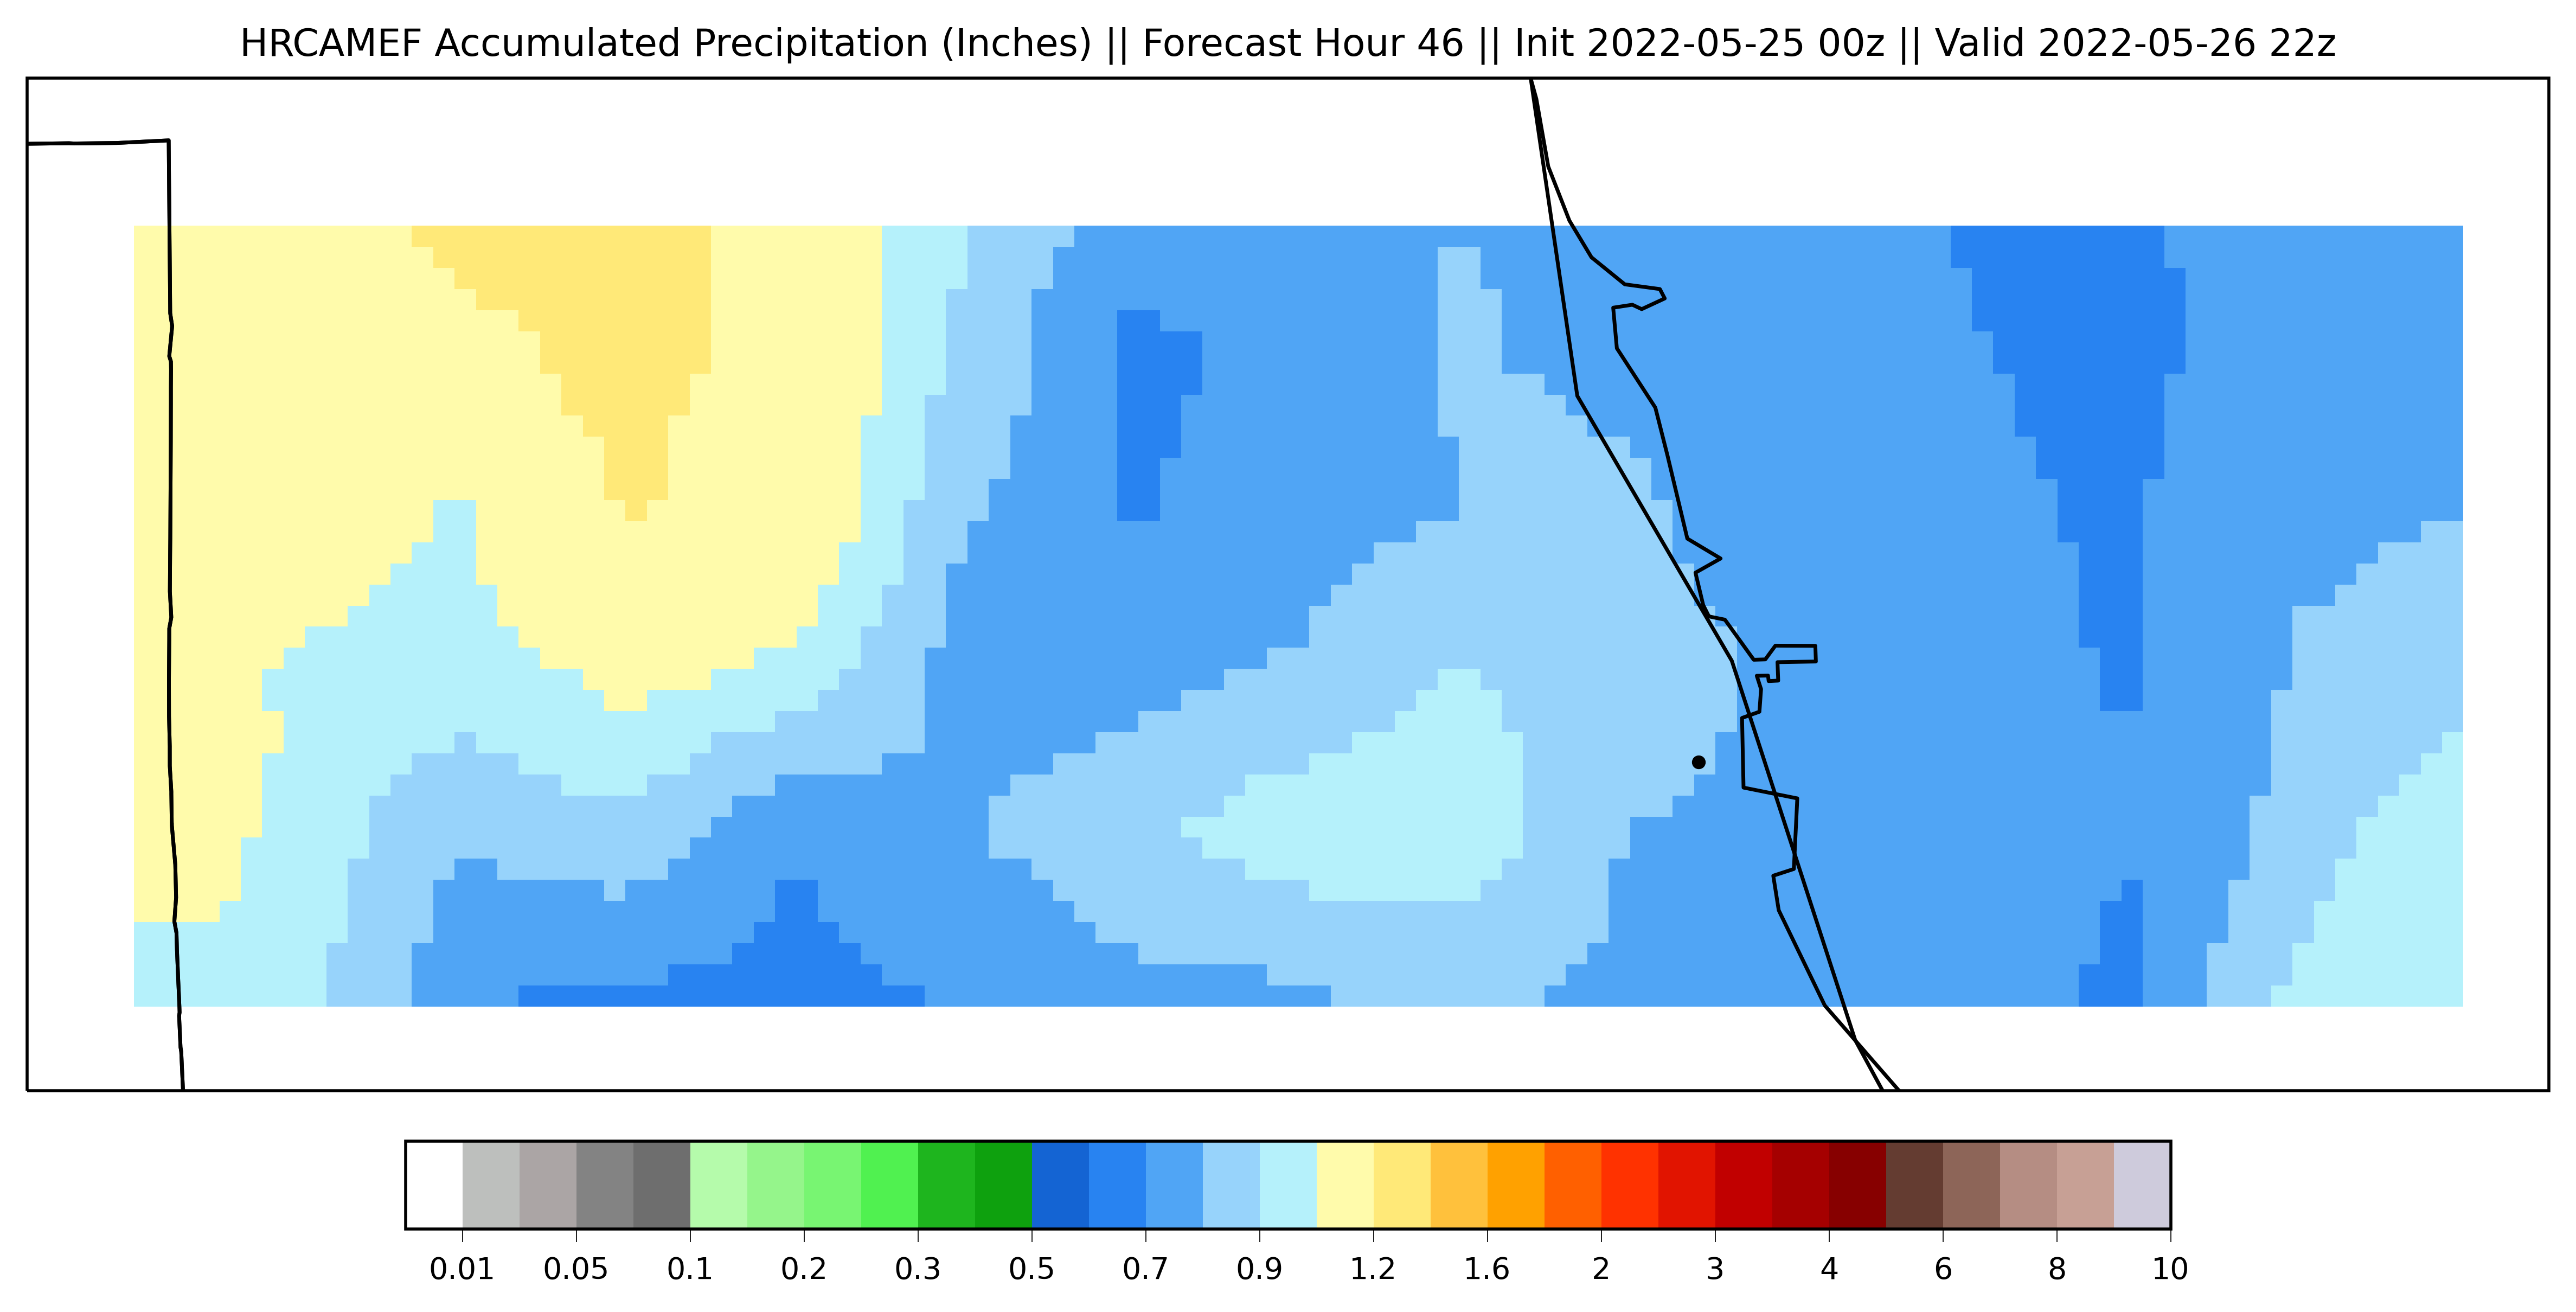 HRCAMEF Accumulated Precipitation (Inches) || Forecast Hour 46 || Init 2022-05-25 00z || Valid 2022-05-26 22z
0.01 0.05 0.1 0.2 0.3 0.5 0.7 0.9 1.2 1.6 2 3 4 6 8 10